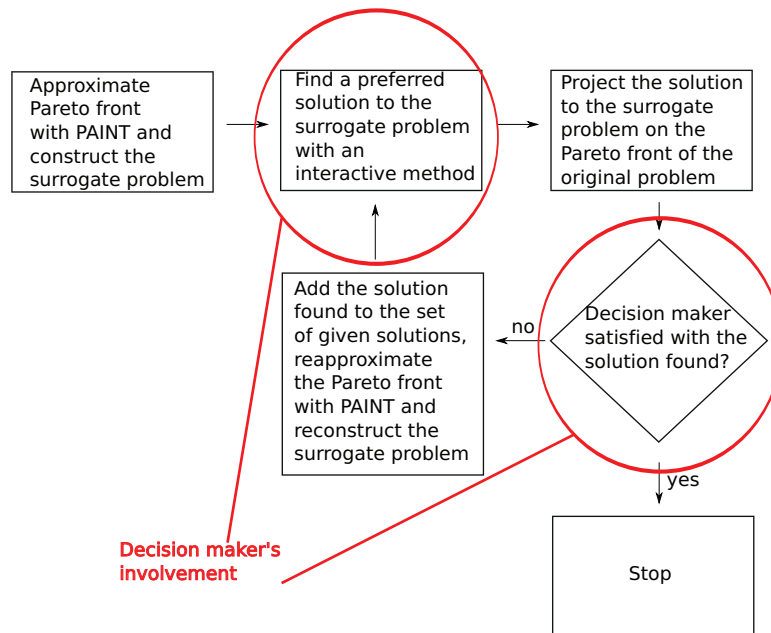 Approximate
Pareto front
with PAINT and
construct the
surrogate problem
Find a preferred
solution to the
surrogate problem
with an
interactive method
Project the solution
to the surrogate
problem on the
Pareto front of the
original problem
Decision maker
satisfied with the
solution found?
no
Add the solution
found to the set
of given solutions,
reapproximate
the Pareto front
with PAINT and
reconstruct the
surrogate problem
yes
Stop
Decision maker's
involvement